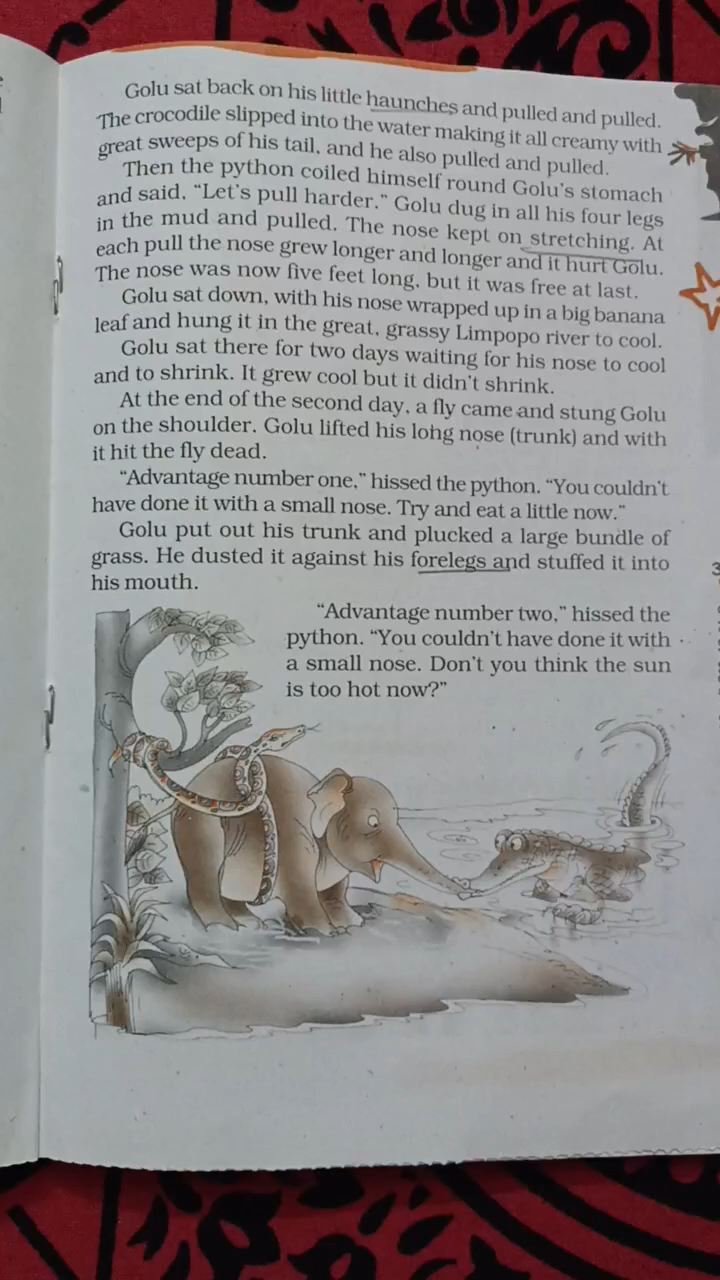 Golu sat back on his little haunches and pulled and pulled.
The crocodile slipped into the water making it all creamy with
great sweeps of his tail, and he also pulled and pulled.
Then the python coiled himself round Golu's stomach
and said, “Let's pull harder.” Golu dug in all his four legs
in the mud and pulled. The nose kept on stretching. At
each pull the nose grew longer and longer and it hurt Golu.
The nose was now five feet long, but it was free at last.
Golu sat down, with his nose wrapped up in a big banana
leaf and hung it in the great, grassy Limpopo river to cool.
Golu sat there for two days waiting for his nose to cool
and to shrink. It grew cool but it didn't shrink.
At the end of the second day, a fly came and stung Golu
on the shoulder. Golu lifted his long nose (trunk) and with
it hit the fly dead.
“Advantage number one,” hissed the python. “You couldn't
have done it with a small nose. Try and eat a little now.”
Golu put out his trunk and plucked a large bundle of
grass. He dusted it against his forelegs and stuffed it into
his mouth.
“Advantage number two,” hissed the
python. “You couldn't have done it with
a small nose. Don't you think the sun
is too hot now?”
3